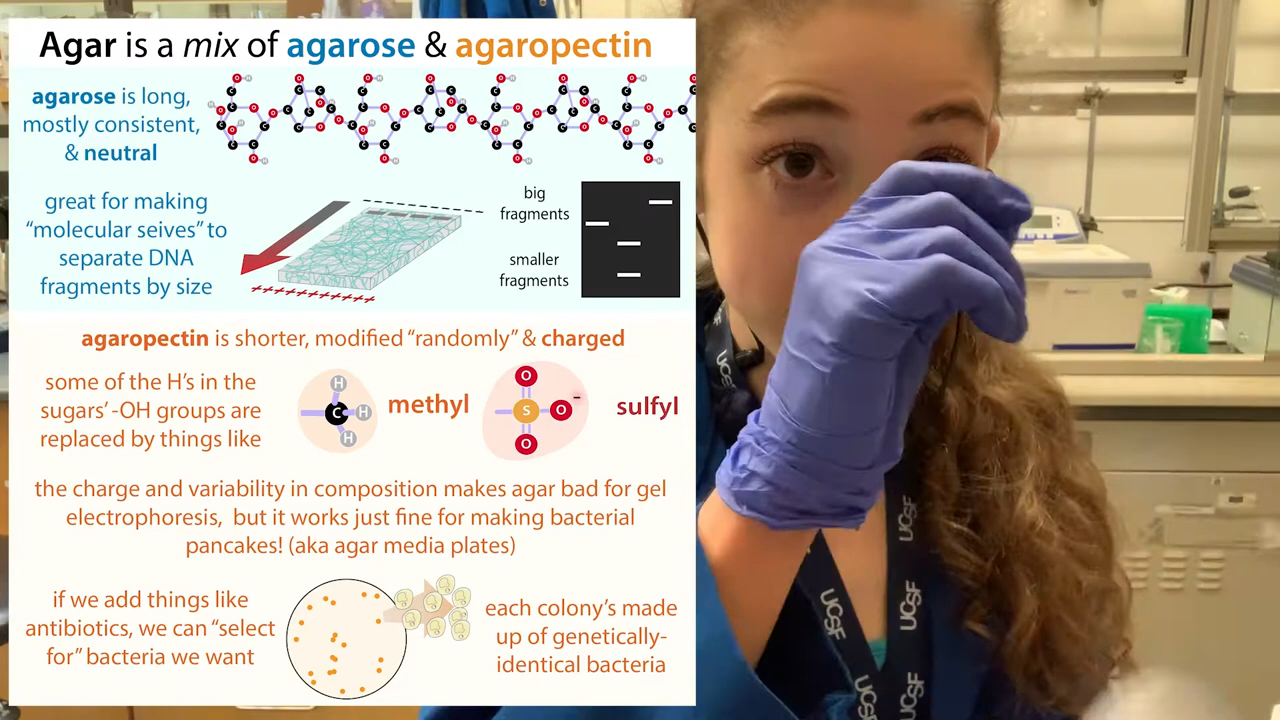 Agar is a mix of agarose & agaropectin
agarose is long,
mostly consistent,
& neutral
great for making
“molecular seives” to
separate DNA
fragments by size
big
fragments
smaller
fragments
agaropectin is shorter, modified “randomly” & charged
some of the H’s in the
sugars’ -OH groups are
replaced by things like
H
C
H
H
methyl
O
S
O
-
O
sulfyl
the charge and variability in composition makes agar bad for gel
electrophoresis, but it works just fine for making bacterial
pancakes! (aka agar media plates)
if we add things like
antibiotics, we can “select
for” bacteria we want
each colony’s made
up of genetically-
identical bacteria
UCSF
UCSF
UCSF
UCSF
UCSF
UCSF